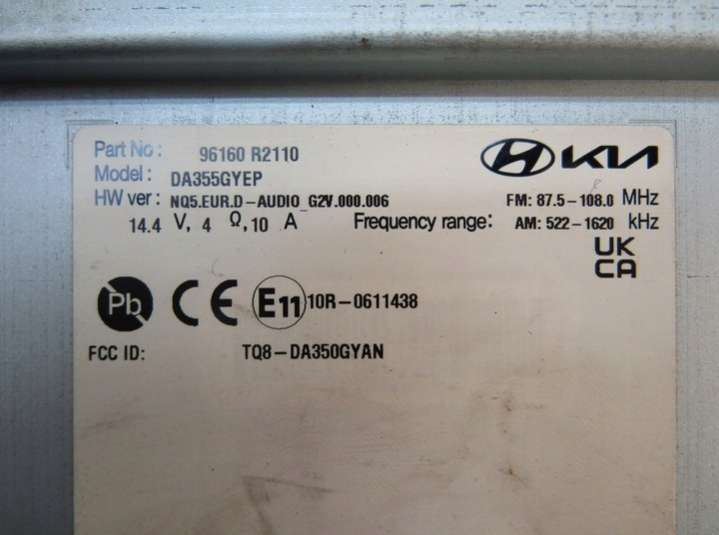 Part No: 96160 R2110
Model: DA355GYEP
HW ver: NQ5.EUR.D-AUDIO_G2V.000.006
14.4 V, 4 Ω, 10 A
KIA
FM: 87.5-108.0 MHz
Frequency range: AM: 522-1620 kHz
UK
CA
Pb CE E11 10R-0611438
FCC ID: TQ8-DA350GYAN